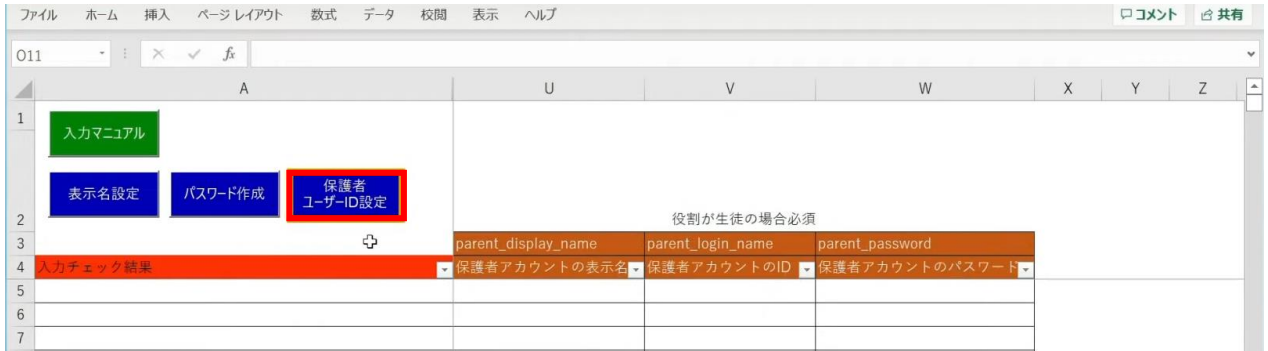 ファイル ホーム 挿入 ページ レイアウト 数式 データ 校閲 表示 ヘルプ コメント 共有
O11 fx
A U V W X Y Z
1
入力マニュアル
表示名設定 パスワード作成 保護者
ユーザーID設定
2 役割が生徒の場合必須
3 parent_display_name parent_login_name parent_password
4 入力チェック結果 保護者アカウントの表示名 保護者アカウントのID 保護者アカウントのパスワード
5
6
7